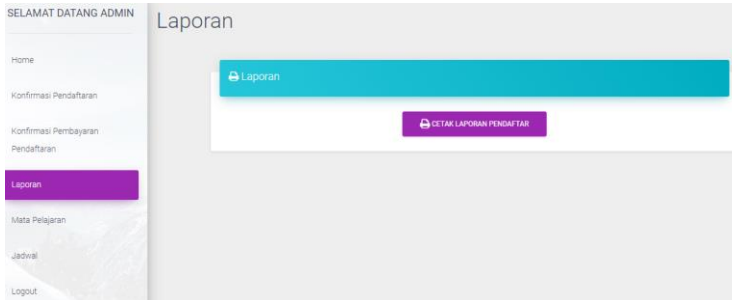 SELAMAT DATANG ADMIN
Laporan
Home
Konfirmasi Pendaftaran
Konfirmasi Pembayaran
Pendaftaran
Laporan
Mata Pelajaran
Jadwal
Logout
Laporan
CETAK LAPORAN PENDAFTAR